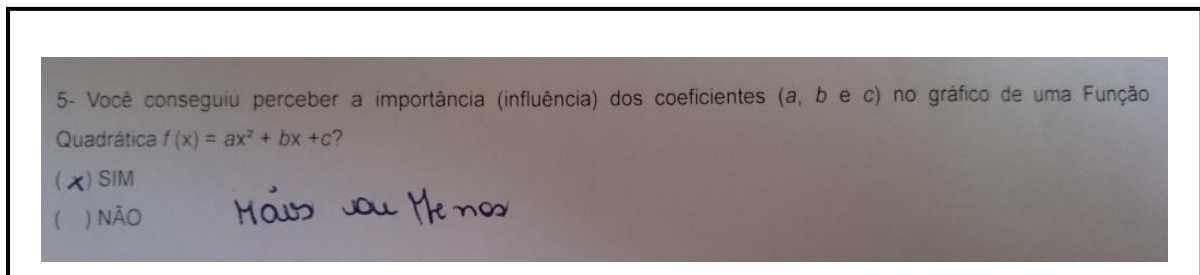 5- Você conseguiu perceber a importância (influência) dos coeficientes (a, b e c) no gráfico de uma Função
Quadrática f (x) = ax² + bx +c?
(x) SIM
( ) NÃO Máis ou Menos